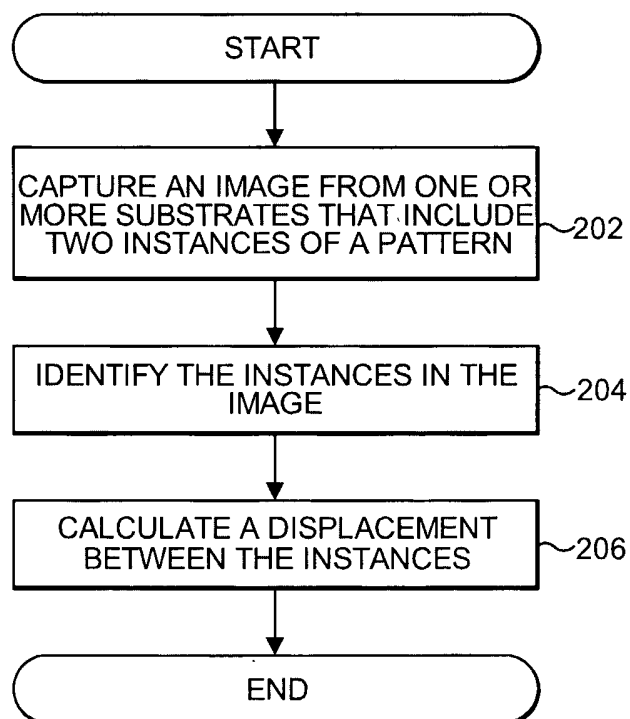 START
CAPTURE AN IMAGE FROM ONE OR
MORE SUBSTRATES THAT INCLUDE
TWO INSTANCES OF A PATTERN
202
IDENTIFY THE INSTANCES IN THE
IMAGE
204
CALCULATE A DISPLACEMENT
BETWEEN THE INSTANCES
206
END